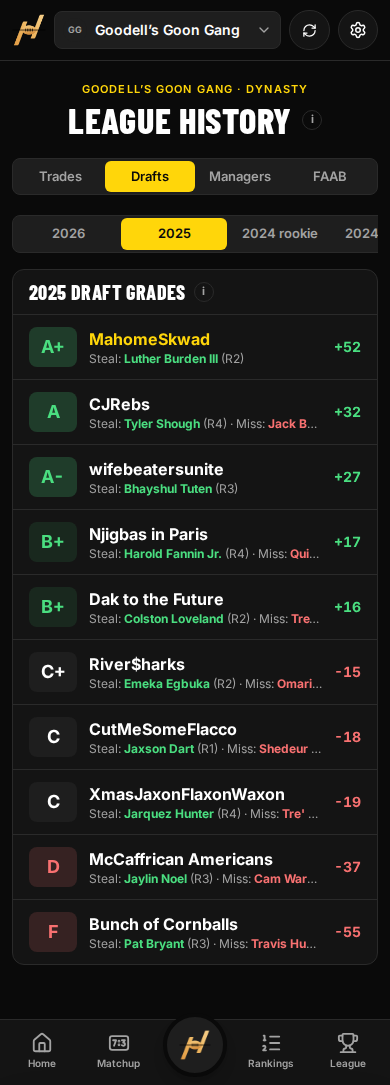 GG Goodell's Goon Gang
GOODELL'S GOON GANG · DYNASTY
LEAGUE HISTORY i
Trades Drafts Managers FAAB
2026 2025 2024 rookie 2024
2025 DRAFT GRADES i
A+ MahomeSkwad +52
Steal: Luther Burden III (R2)
A CJRebs +32
Steal: Tyler Shough (R4) · Miss: Jack B...
A- wifebeatersunite +27
Steal: Bhayshul Tuten (R3)
B+ Njigbas in Paris +17
Steal: Harold Fannin Jr. (R4) · Miss: Qui...
B+ Dak to the Future +16
Steal: Colston Loveland (R2) · Miss: Tre...
C+ River$harks -15
Steal: Emeka Egbuka (R2) · Miss: Omari...
C CutMeSomeFlacco -18
Steal: Jaxson Dart (R1) · Miss: Shedeur ...
C XmasJaxonFlaxonWaxon -19
Steal: Jarquez Hunter (R4) · Miss: Tre' ...
D McCaffrican Americans -37
Steal: Jaylin Noel (R3) · Miss: Cam War...
F Bunch of Cornballs -55
Steal: Pat Bryant (R3) · Miss: Travis Hu...
7:3 1 2
Home Matchup Rankings League